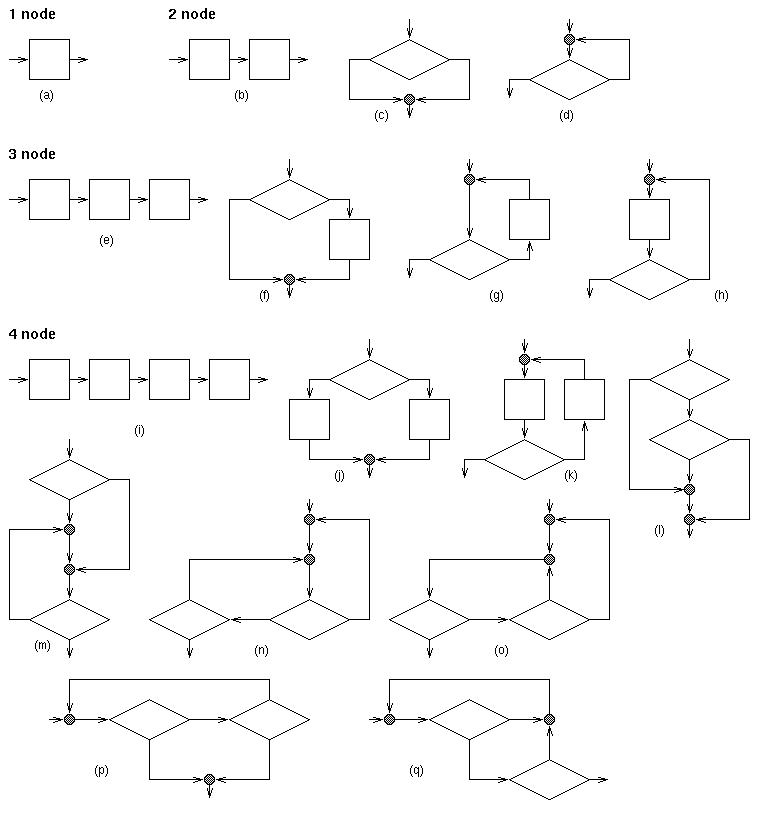 1 node
2 node
(a)
(b)
(c)
(d)
3 node
(e)
(f)
(g)
(h)
4 node
(i)
(j)
(k)
(l)
(m)
(n)
(o)
(p)
(q)